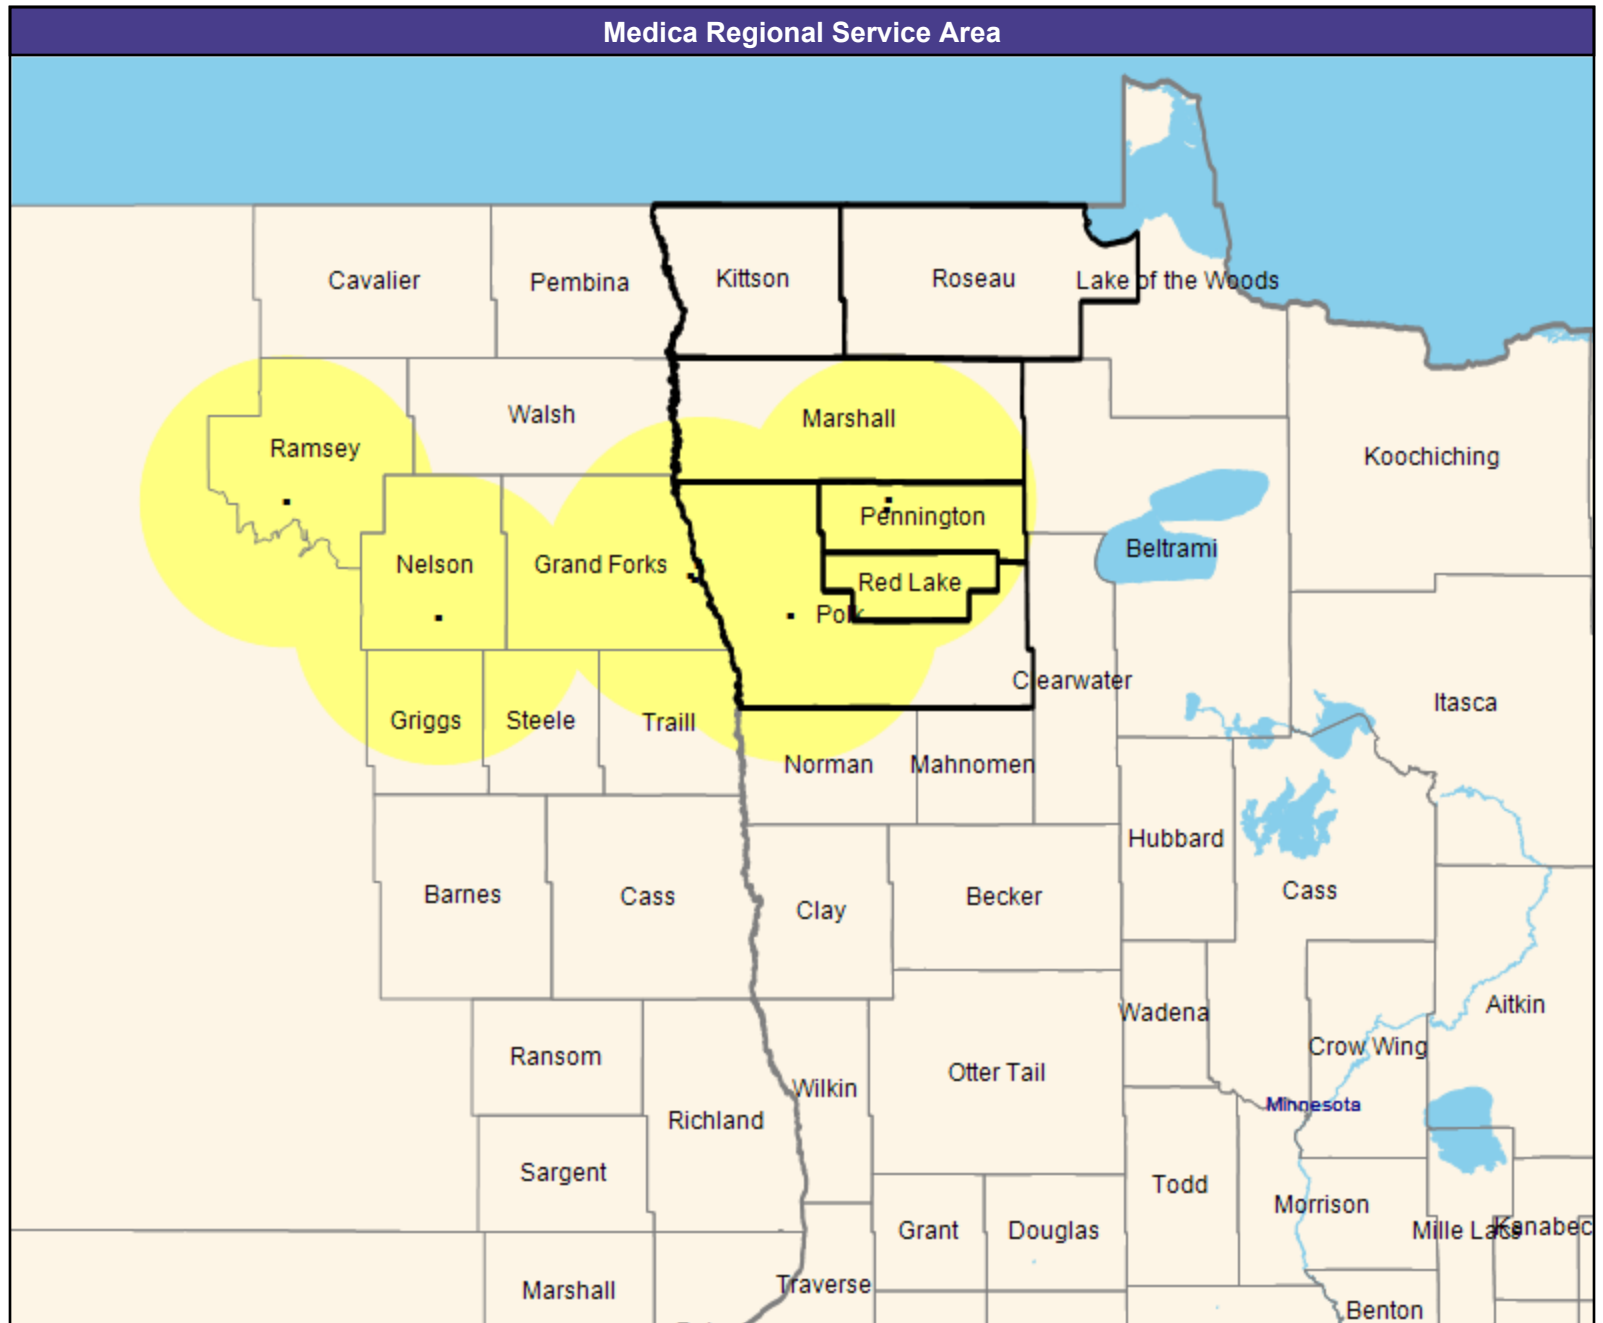 Medica Regional Service Area
Cavalier
Pembina
Kittson
Roseau
Lake of the Woods
Walsh
Marshall
Ramsey
Koochiching
Pennington
Beltrami
Nelson
Grand Forks
Red Lake
Polk
Clearwater
Itasca
Griggs
Steele
Traill
Norman
Mahnomen
Hubbard
Cass
Barnes
Cass
Clay
Becker
Aitkin
Wadena
Crow Wing
Ransom
Otter Tail
Wilkin
Minnesota
Richland
Sargent
Todd
Morrison
Grant
Douglas
Mille Lacs
Kanabec
Marshall
Traverse
Benton